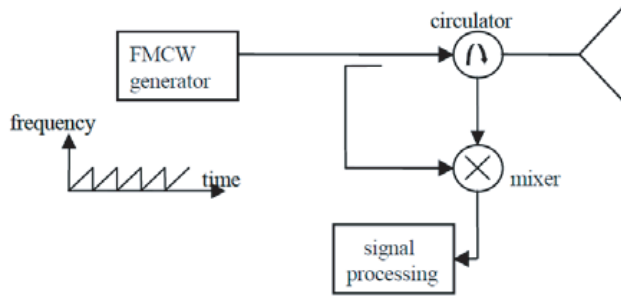 circulator
FMCW
generator
frequency
time
mixer
signal
processing